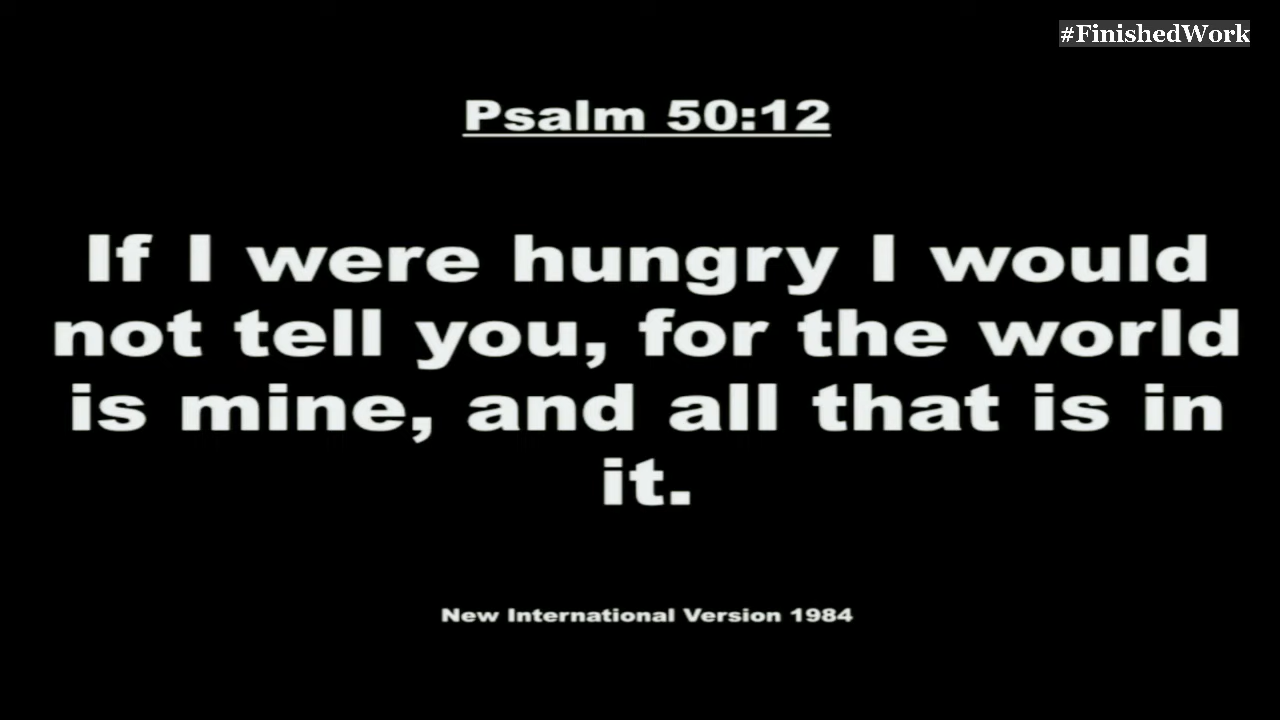 #FinishedWork
Psalm 50:12
If I were hungry I would
not tell you, for the world
is mine, and all that is in
it.
New International Version 1984